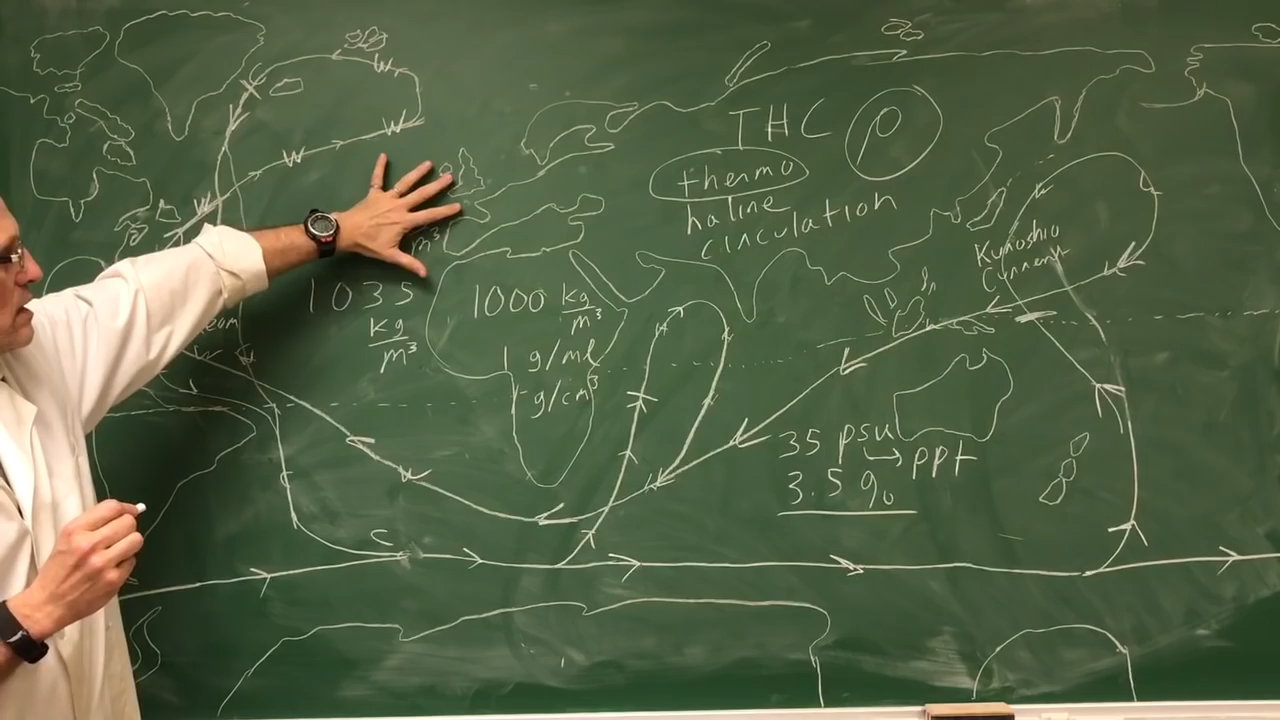 THC ρ
thermo
haline
circulation
W
W
W
W
m³
1035
kg/m³
1000 kg/m³
1 g/ml
1 g/cm³
Kuroshio
Current
W
35 psu → ppt
3.5 %
C